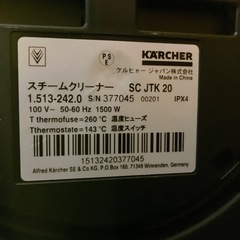 KÄRCHER
PS
E
ケルヒャー ジャパン株式会社
Made in China
スチームクリーナー SC JTK 20
1.513-242.0 S/N 377045 00201 IPX4
100 V~ 50-60 Hz 1500 W
T thermofuse=260°C 温度ヒューズ
Tthermostate=143°C 温度スイッチ
15132420377045
Alfred Kärcher SE & Co. KG, P.O. Box 160, 71349 Winnenden, Germany